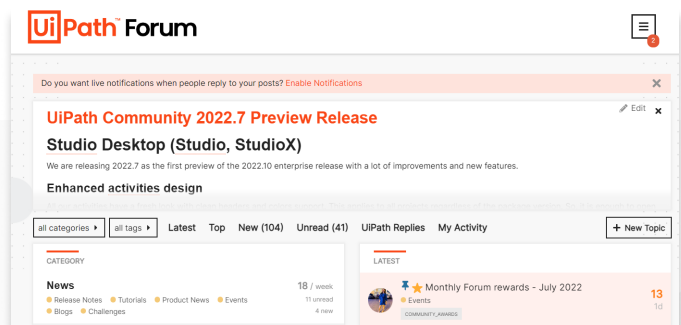 UiPath Forum
2
Do you want live notifications when people reply to your posts? Enable Notifications
Edit
UiPath Community 2022.7 Preview Release
Studio Desktop (Studio, StudioX)
We are releasing 2022.7 as the first preview of the 2022.10 enterprise release with a lot of improvements and new features.
Enhanced activities design
all categories all tags Latest Top New (104) Unread (41) UiPath Replies My Activity + New Topic
CATEGORY
LATEST
News
18 / week
Release Notes Tutorials Product News Events
11 unread
Blogs Challenges
4 new
Monthly Forum rewards - July 2022
13
Events
1d
COMMUNITY_AWARDS